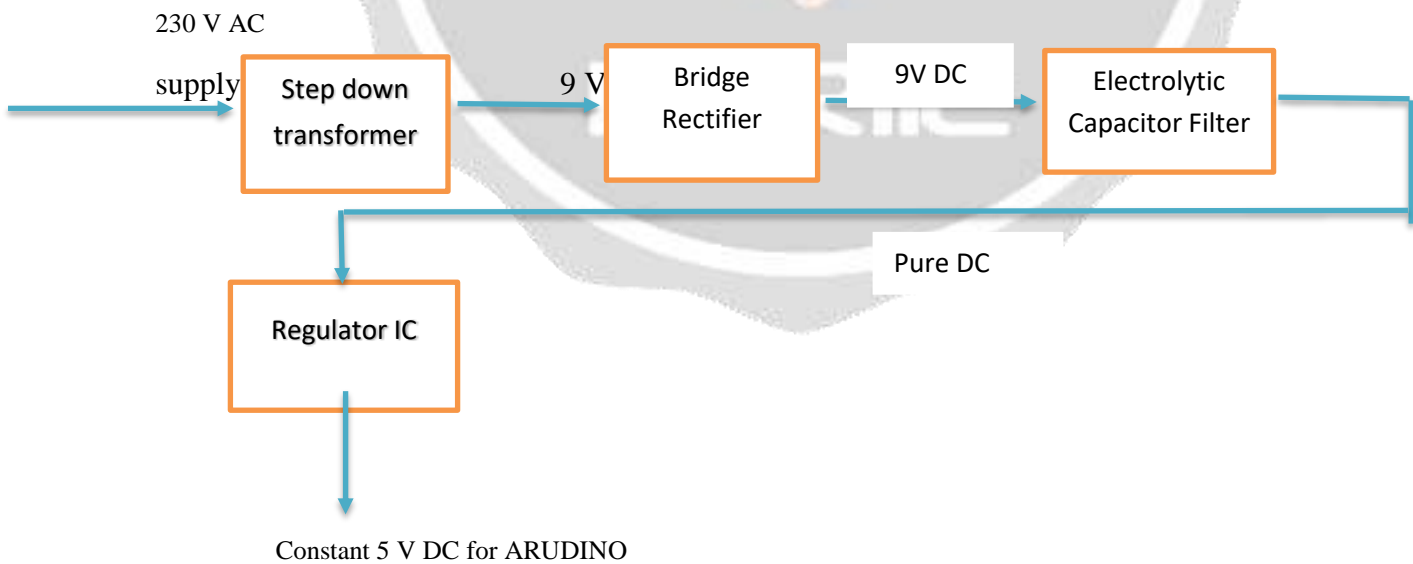 230 V AC
supply
Step down
transformer
9 V
Bridge
Rectifier
9V DC
Electrolytic
Capacitor Filter
Pure DC
Regulator IC
Constant 5 V DC for ARUDINO